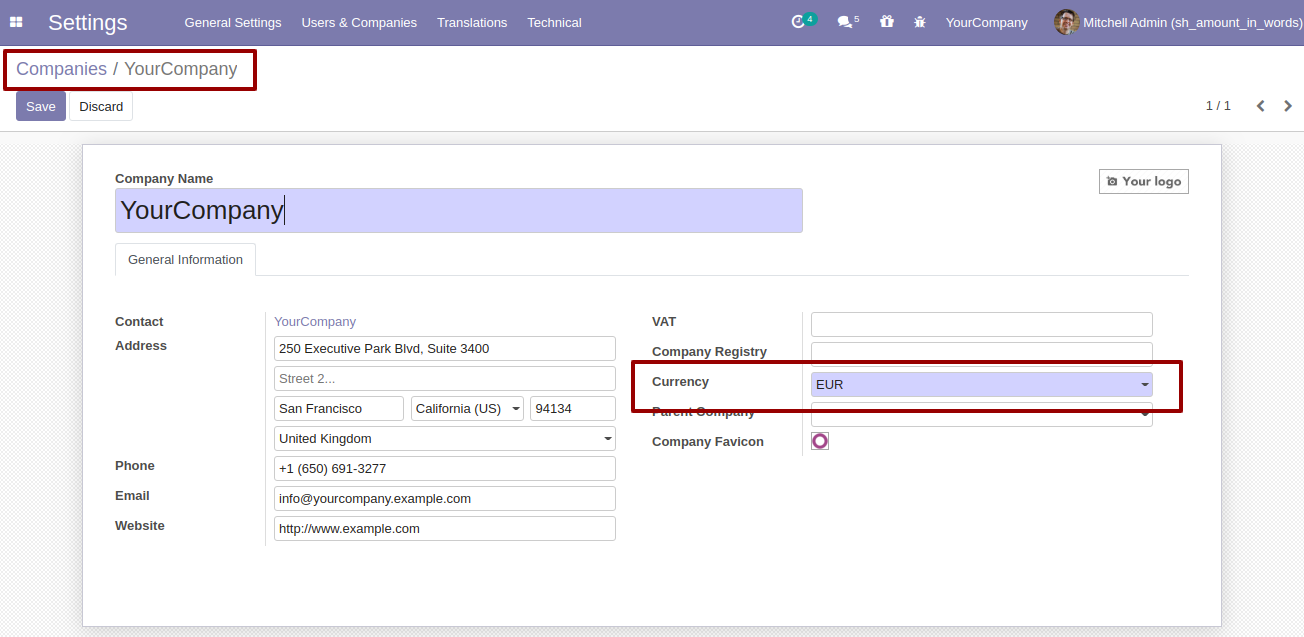 Settings General Settings Users & Companies Translations Technical 4 5 YourCompany Mitchell Admin (sh_amount_in_words)
Companies / YourCompany
Save Discard 1 / 1
Company Name
Your logo
YourCompany
General Information
Contact YourCompany
Address 250 Executive Park Blvd, Suite 3400
Street 2...
San Francisco California (US) 94134
United Kingdom
Phone +1 (650) 691-3277
Email info@yourcompany.example.com
Website http://www.example.com
VAT
Company Registry
Currency EUR
Parent Company
Company Favicon